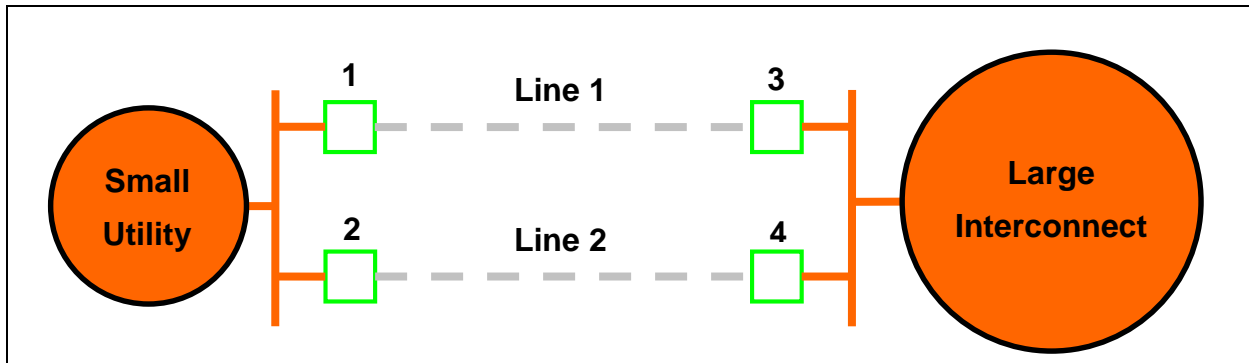 1
Line 1
3
Small
Utility
Large
Interconnect
2
Line 2
4